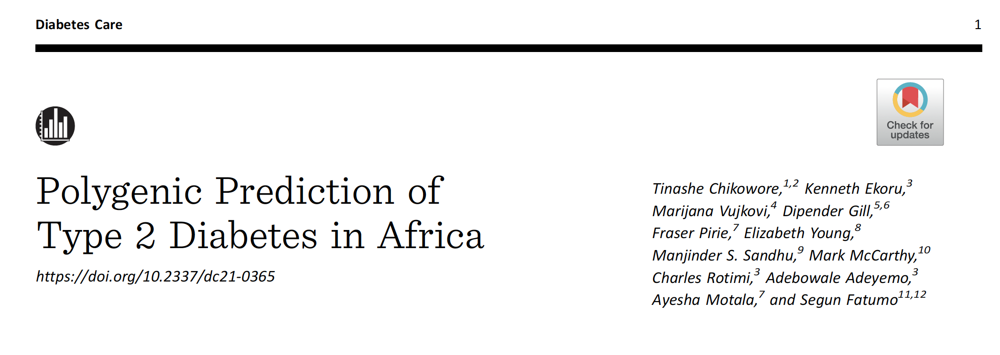 Diabetes Care 1
Check for
updates
Polygenic Prediction of
Type 2 Diabetes in Africa
https://doi.org/10.2337/dc21-0365
Tinashe Chikowore,1,2 Kenneth Ekoru,3
Marijana Vujkovi,4 Dipender Gill,5,6
Fraser Pirie,7 Elizabeth Young,8
Manjinder S. Sandhu,9 Mark McCarthy,10
Charles Rotimi,3 Adebowale Adeyemo,3
Ayesha Motala,7 and Segun Fatumo11,12